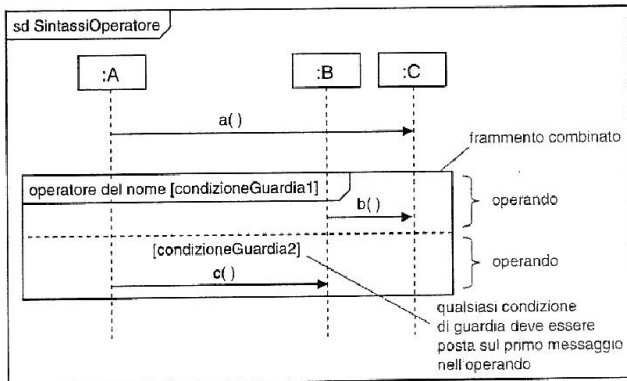 sd SintassiOperatore
:A
:B
:C
a( )
frammento combinato
operatore del nome [condizioneGuardia1]
b( )
operando
[condizioneGuardia2]
c( )
operando
qualsiasi condizione
di guardia deve essere
posta sul primo messaggio
nell'operando